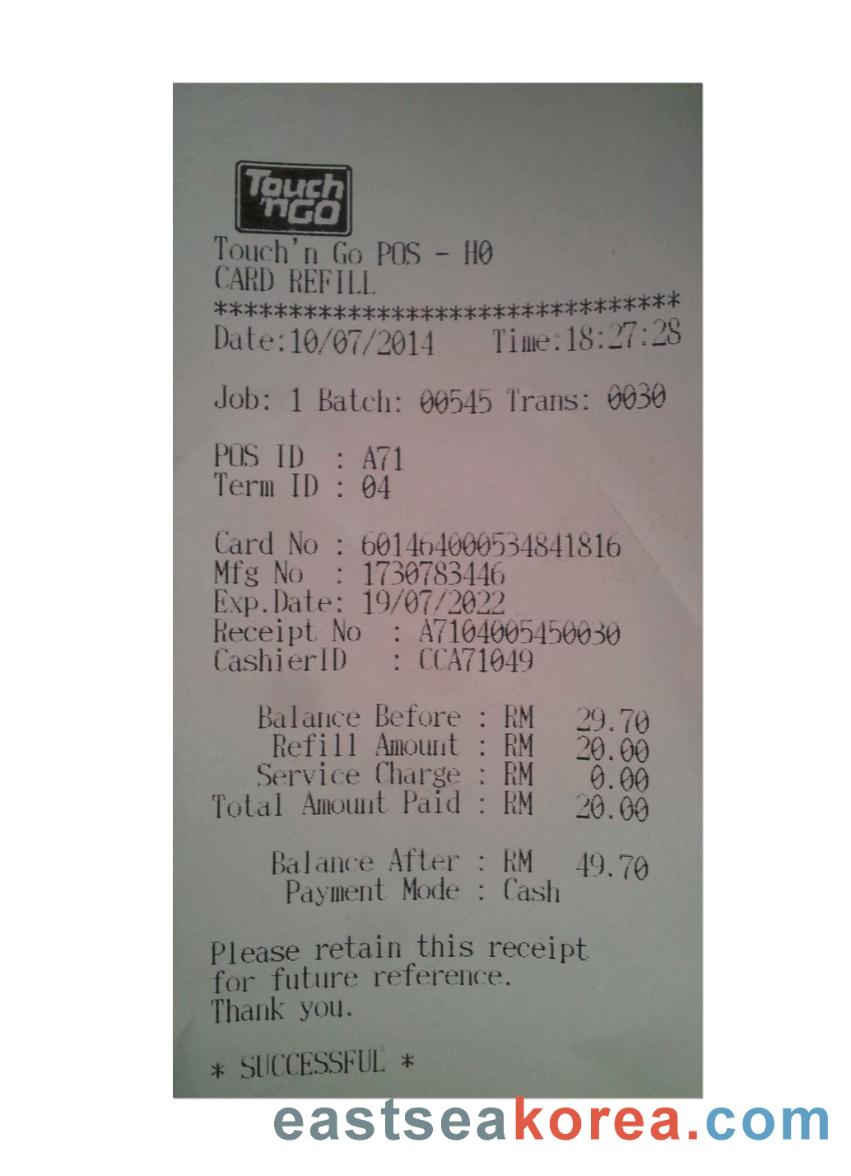 Touch
'nGO
Touch'n Go POS - H0
CARD REFILL
********************************
Date:10/07/2014 Time:18:27:28
Job: 1 Batch: 00545 Trans: 0030
POS ID : A71
Term ID : 04
Card No : 601464000534841816
Mfg No : 1730783446
Exp.Date: 19/07/2022
Receipt No : A7104005450030
CashierID : CCA71049
Balance Before : RM 29.70
Refill Amount : RM 20.00
Service Charge : RM 0.00
Total Amount Paid : RM 20.00
Balance After : RM 49.70
Payment Mode : Cash
Please retain this receipt
for future reference.
Thank you.
* SUCCESSFUL *
eastseakorea.com